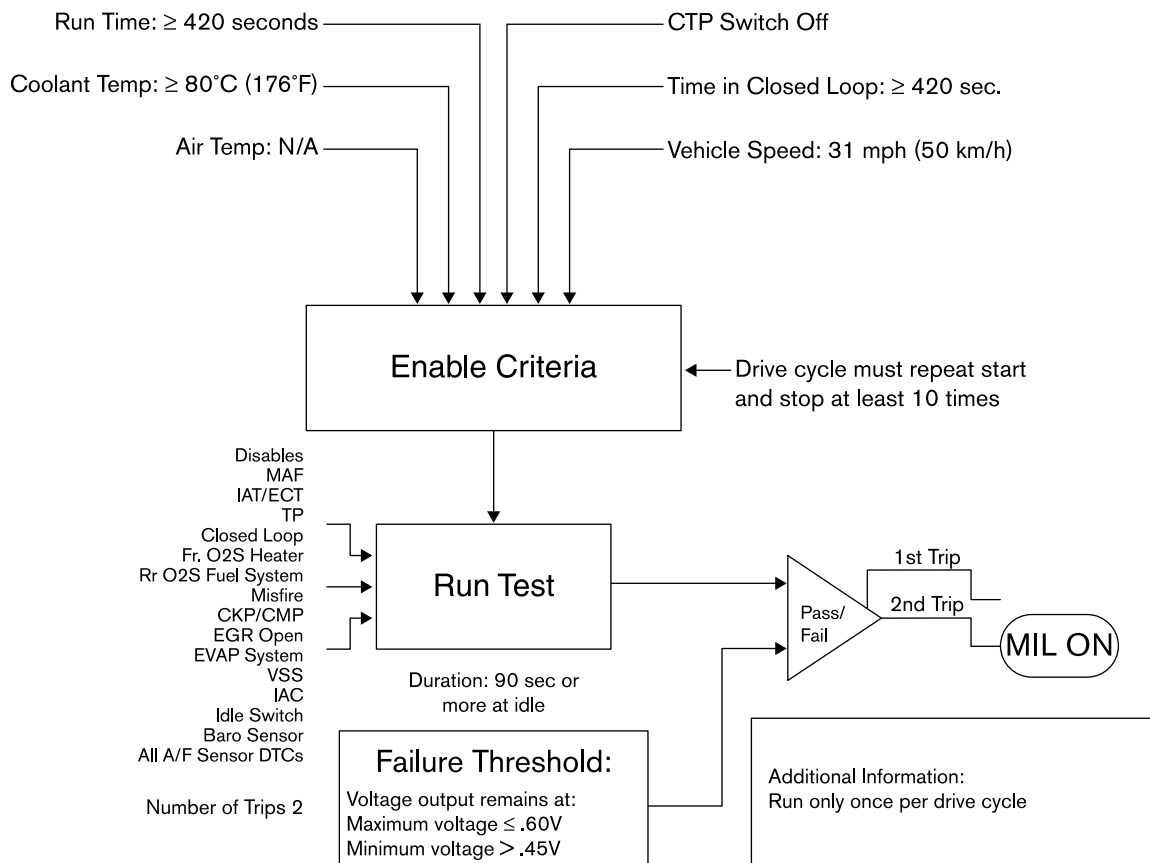 Run Time: ≥ 420 seconds
CTP Switch Off
Coolant Temp: ≥ 80°C (176°F)
Time in Closed Loop: ≥ 420 sec.
Air Temp: N/A
Vehicle Speed: 31 mph (50 km/h)
Enable Criteria
Drive cycle must repeat start
and stop at least 10 times
Disables
MAF
IAT/ECT
TP
Closed Loop
Fr. O2S Heater
Rr O2S Fuel System
Misfire
CKP/CMP
EGR Open
EVAP System
VSS
IAC
Idle Switch
Baro Sensor
All A/F Sensor DTCs
Number of Trips 2
Run Test
Duration: 90 sec or
more at idle
Pass/
Fail
1st Trip
2nd Trip
MIL ON
Failure Threshold:
Voltage output remains at:
Maximum voltage ≤ .60V
Minimum voltage > .45V
Additional Information:
Run only once per drive cycle